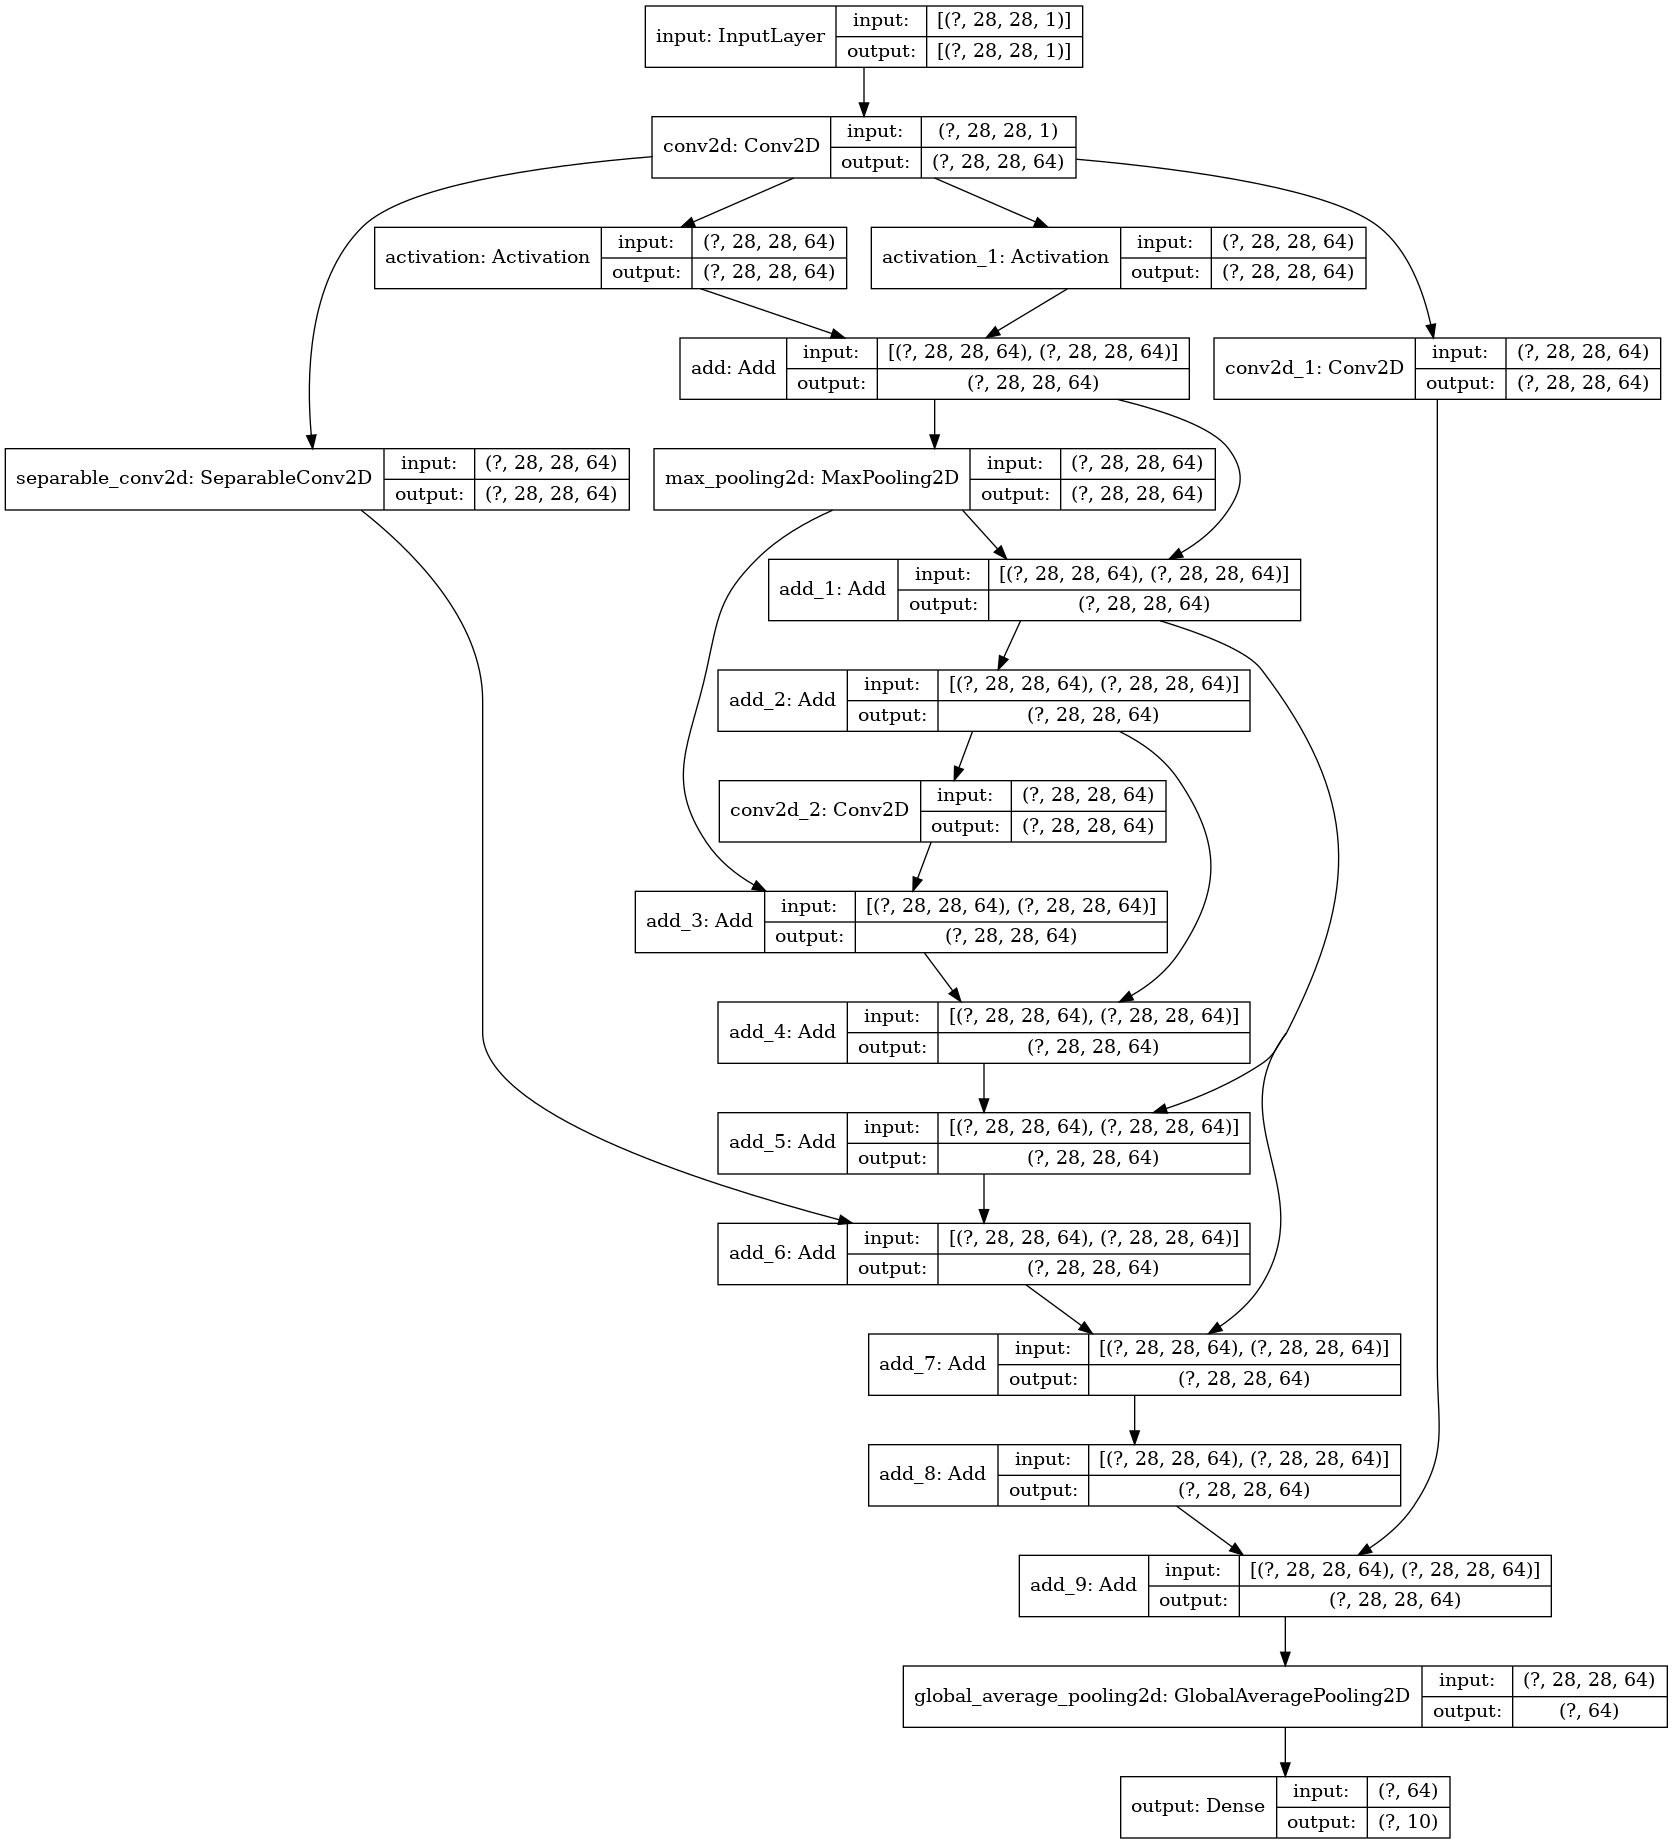 input: InputLayer
input:
[(?, 28, 28, 1)]
output:
[(?, 28, 28, 1)]
conv2d: Conv2D
input:
(?, 28, 28, 1)
output:
(?, 28, 28, 64)
activation: Activation
input:
(?, 28, 28, 64)
output:
(?, 28, 28, 64)
activation_1: Activation
input:
(?, 28, 28, 64)
output:
(?, 28, 28, 64)
add: Add
input:
[(?, 28, 28, 64), (?, 28, 28, 64)]
output:
(?, 28, 28, 64)
conv2d_1: Conv2D
input:
(?, 28, 28, 64)
output:
(?, 28, 28, 64)
separable_conv2d: SeparableConv2D
input:
(?, 28, 28, 64)
output:
(?, 28, 28, 64)
max_pooling2d: MaxPooling2D
input:
(?, 28, 28, 64)
output:
(?, 28, 28, 64)
add_1: Add
input:
[(?, 28, 28, 64), (?, 28, 28, 64)]
output:
(?, 28, 28, 64)
add_2: Add
input:
[(?, 28, 28, 64), (?, 28, 28, 64)]
output:
(?, 28, 28, 64)
conv2d_2: Conv2D
input:
(?, 28, 28, 64)
output:
(?, 28, 28, 64)
add_3: Add
input:
[(?, 28, 28, 64), (?, 28, 28, 64)]
output:
(?, 28, 28, 64)
add_4: Add
input:
[(?, 28, 28, 64), (?, 28, 28, 64)]
output:
(?, 28, 28, 64)
add_5: Add
input:
[(?, 28, 28, 64), (?, 28, 28, 64)]
output:
(?, 28, 28, 64)
add_6: Add
input:
[(?, 28, 28, 64), (?, 28, 28, 64)]
output:
(?, 28, 28, 64)
add_7: Add
input:
[(?, 28, 28, 64), (?, 28, 28, 64)]
output:
(?, 28, 28, 64)
add_8: Add
input:
[(?, 28, 28, 64), (?, 28, 28, 64)]
output:
(?, 28, 28, 64)
add_9: Add
input:
[(?, 28, 28, 64), (?, 28, 28, 64)]
output:
(?, 28, 28, 64)
global_average_pooling2d: GlobalAveragePooling2D
input:
(?, 28, 28, 64)
output:
(?, 64)
output: Dense
input:
(?, 64)
output:
(?, 10)